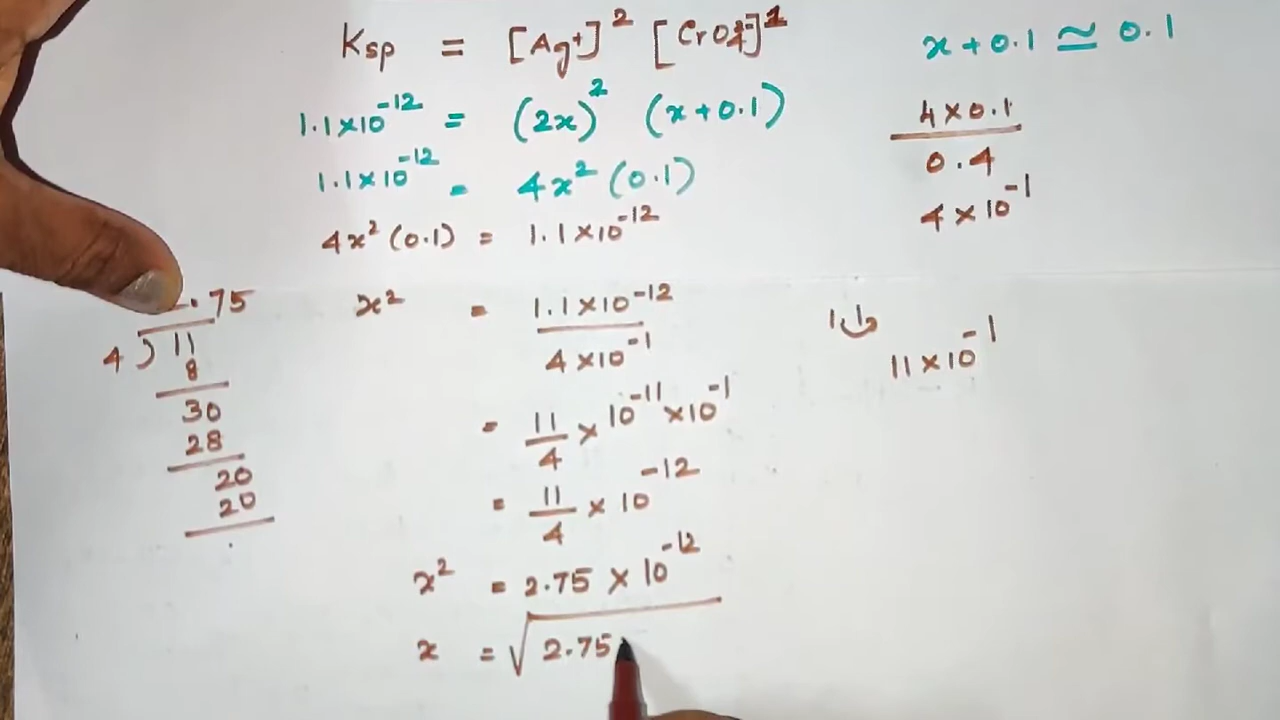 Ksp = [Ag⁺]² [CrO₄²⁻]¹
1.1×10⁻¹² = (2x)² (x+0.1)
1.1×10⁻¹² = 4x² (0.1)
4x² (0.1) = 1.1×10⁻¹²
x² = 1.1×10⁻¹² / 4×10⁻¹
= 11/4 × 10⁻¹¹ ×10⁻¹
= 11/4 × 10⁻¹²
x² = 2.75 × 10⁻¹²
x = √2.75
x+0.1 ≃ 0.1
4×0.1
0.4
4×10⁻¹
1.1
11×10⁻¹
.75
4)11
8
30
28
20
20